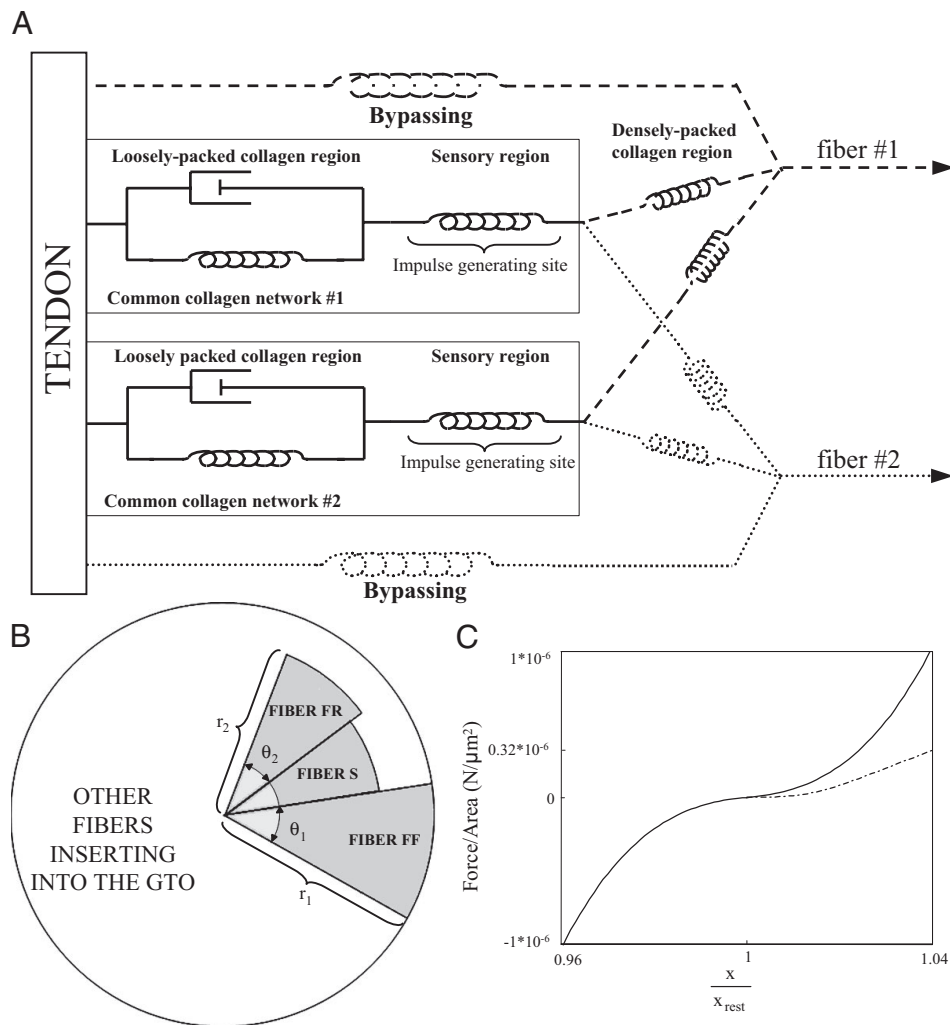 A
TENDON
Bypassing
Densely-packed
collagen region
fiber #1
Loosely-packed collagen region
Sensory region
Impulse generating site
Common collagen network #1
Loosely packed collagen region
Sensory region
Impulse generating site
Common collagen network #2
fiber #2
Bypassing
B
r2
FIBER FR
θ2
FIBER S
θ1
FIBER FF
r1
OTHER
FIBERS
INSERTING
INTO THE GTO
C
Force/Area (N/μm²)
1*10⁻⁶
0.32*10⁻⁶
0
-1*10⁻⁶
0.96
1
1.04
x
xrest